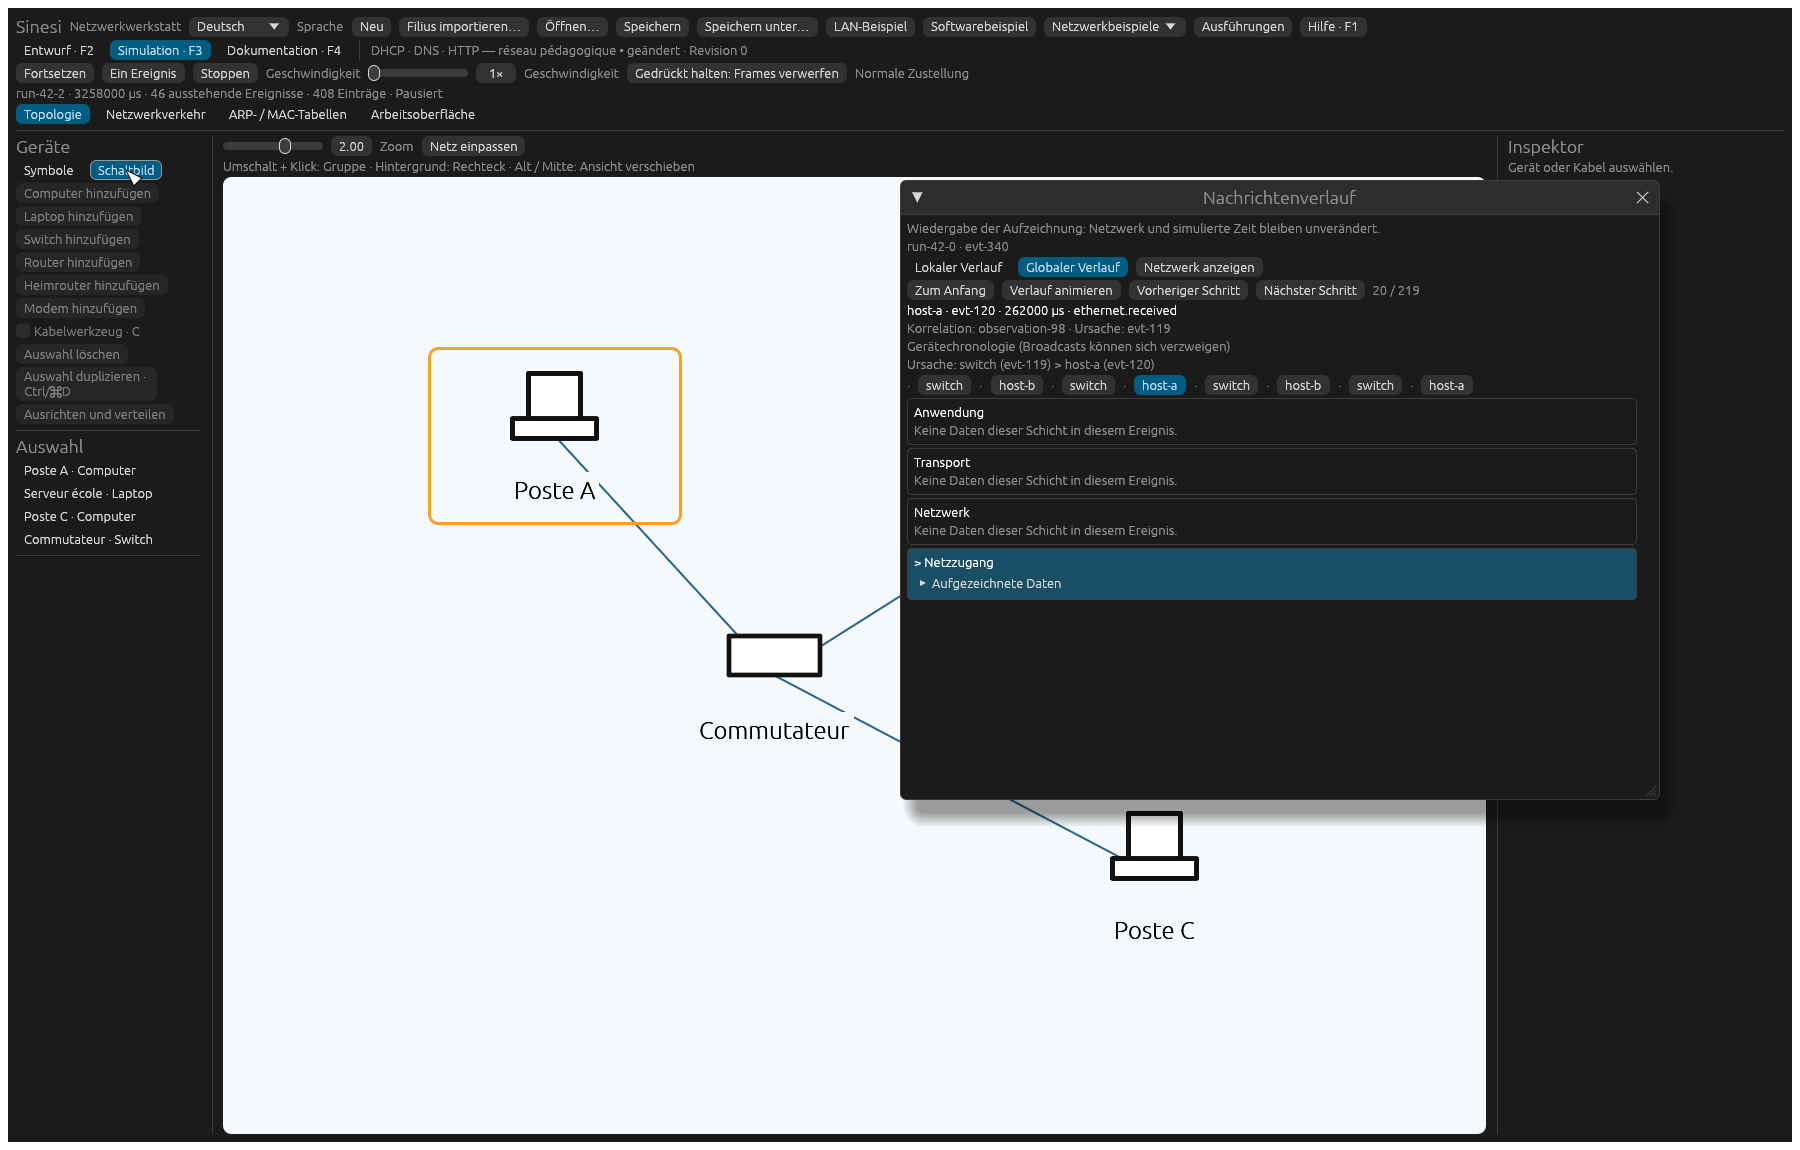 Sinesi Netzwerkwerkstatt Deutsch Sprache Neu Filius importieren… Öffnen… Speichern Speichern unter… LAN-Beispiel Softwarebeispiel Netzwerkbeispiele Ausführungen Hilfe · F1
Entwurf · F2 Simulation · F3 Dokumentation · F4 DHCP · DNS · HTTP — réseau pédagogique • geändert · Revision 0
Fortsetzen Ein Ereignis Stoppen Geschwindigkeit 1× Geschwindigkeit Gedrückt halten: Frames verwerfen Normale Zustellung
run-42-2 · 3258000 µs · 46 ausstehende Ereignisse · 408 Einträge · Pausiert
Topologie Netzwerkverkehr ARP- / MAC-Tabellen Arbeitsoberfläche
Geräte
Symbole Schaltbild
Computer hinzufügen
Laptop hinzufügen
Switch hinzufügen
Router hinzufügen
Heimrouter hinzufügen
Modem hinzufügen
Kabelwerkzeug · C
Auswahl löschen
Auswahl duplizieren ·
Ctrl/⌘D
Ausrichten und verteilen
Auswahl
Poste A · Computer
Serveur école · Laptop
Poste C · Computer
Commutateur · Switch
2.00 Zoom Netz einpassen
Umschalt + Klick: Gruppe · Hintergrund: Rechteck · Alt / Mitte: Ansicht verschieben
Poste A
Commutateur
Poste C
Nachrichtenverlauf
Wiedergabe der Aufzeichnung: Netzwerk und simulierte Zeit bleiben unverändert.
run-42-0 · evt-340
Lokaler Verlauf Globaler Verlauf Netzwerk anzeigen
Zum Anfang Verlauf animieren Vorheriger Schritt Nächster Schritt 20 / 219
host-a · evt-120 · 262000 µs · ethernet.received
Korrelation: observation-98 · Ursache: evt-119
Gerätechronologie (Broadcasts können sich verzweigen)
Ursache: switch (evt-119) > host-a (evt-120)
· switch · host-b · switch · host-a · switch · host-b · switch · host-a
Anwendung
Keine Daten dieser Schicht in diesem Ereignis.
Transport
Keine Daten dieser Schicht in diesem Ereignis.
Netzwerk
Keine Daten dieser Schicht in diesem Ereignis.
> Netzzugang
Aufgezeichnete Daten
Inspektor
Gerät oder Kabel auswählen.